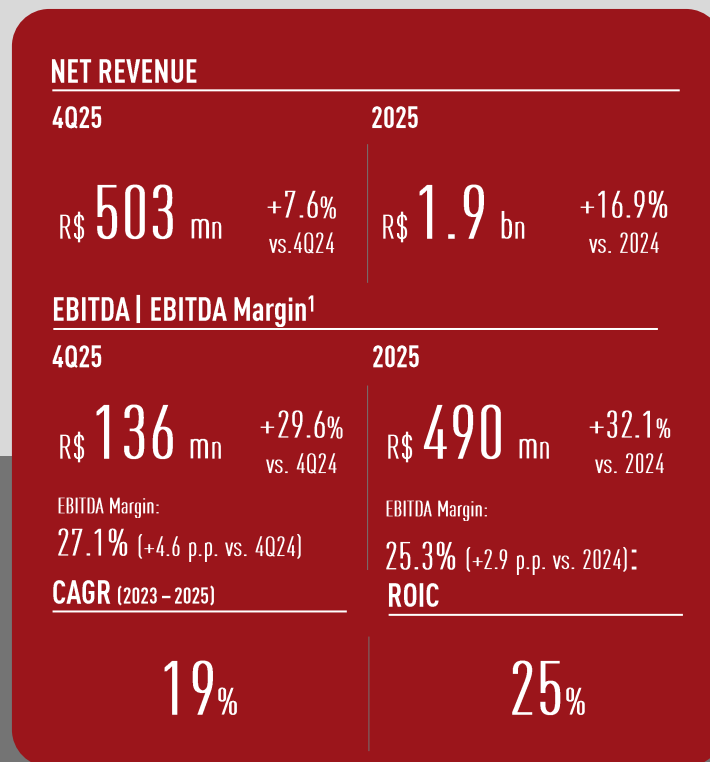 NET REVENUE
4Q25
R$ 503 mn
+7.6%
vs.4Q24
2025
R$ 1.9 bn
+16.9%
vs. 2024
EBITDA | EBITDA Margin¹
4Q25
R$ 136 mn
+29.6%
vs. 4Q24
EBITDA Margin:
27.1% (+4.6 p.p. vs. 4Q24)
2025
R$ 490 mn
+32.1%
vs. 2024
EBITDA Margin:
25.3% (+2.9 p.p. vs. 2024):
CAGR (2023 – 2025)
19%
ROIC
25%